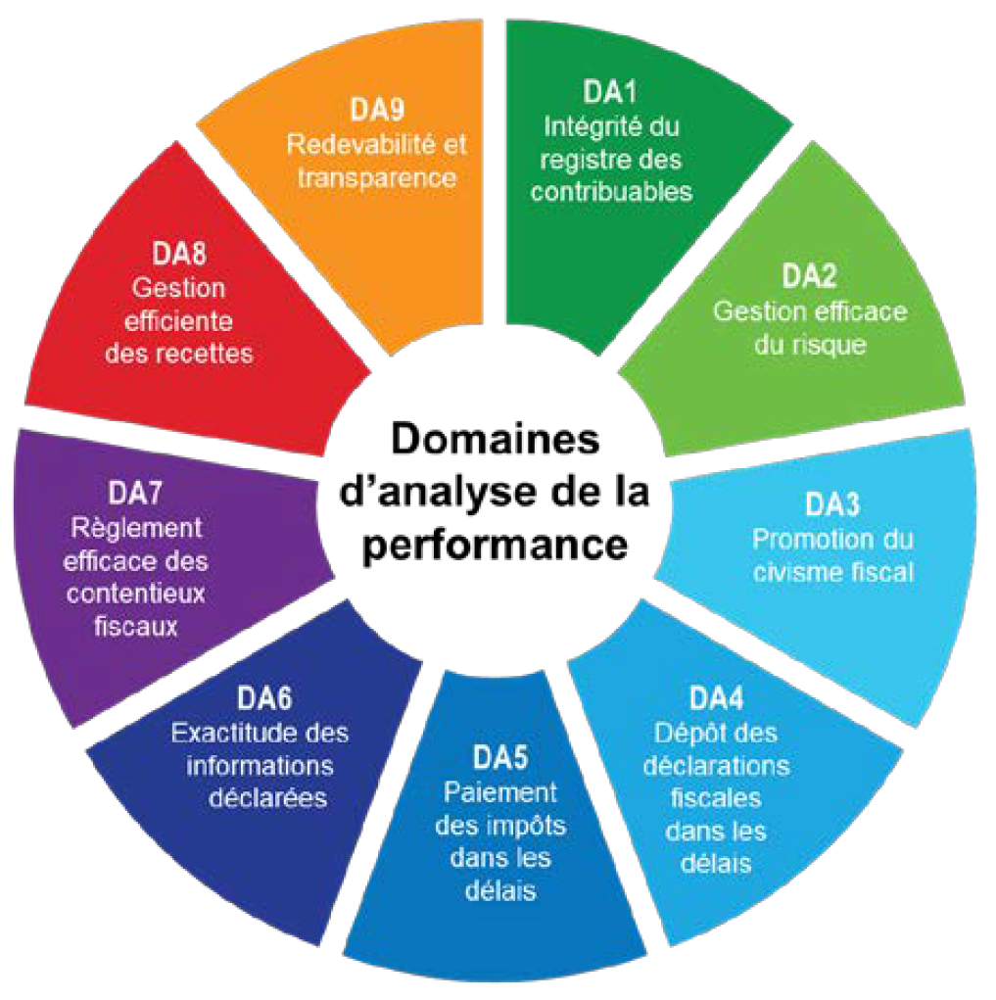 Domaines
d’analyse de la
performance
DA1
Intégrité du
registre des
contribuables
DA2
Gestion efficace
du risque
DA3
Promotion du
civisme fiscal
DA4
Dépôt des
déclarations
fiscales
dans les
délais
DA5
Paiement
des impôts
dans les
délais
DA6
Exactitude des
informations
déclarées
DA7
Règlement
efficace des
contentieux
fiscaux
DA8
Gestion
efficiente
des recettes
DA9
Redevabilité et
transparence